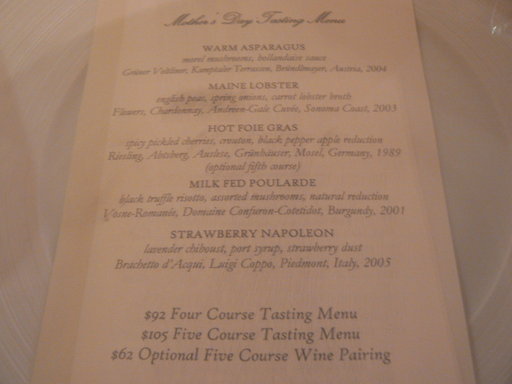 Mother's Day Tasting Menu
WARM ASPARAGUS
morel mushrooms, hollandaise sauce
Grüner Veltliner, Kamptaler Terrassen, Bründlmayer, Austria, 2004
MAINE LOBSTER
english peas, spring onions, carrot lobster broth
Flowers, Chardonnay, Andreen-Gale Cuvée, Sonoma Coast, 2003
HOT FOIE GRAS
spicy pickled cherries, crouton, black pepper apple reduction
Riesling, Abtsberg, Auslese, Grünhäuser, Mosel, Germany, 1989
(optional fifth course)
MILK FED POULARDE
black truffle risotto, assorted mushrooms, natural reduction
Vosne-Romanée, Domaine Confuron-Cotetidot, Burgundy, 2001
STRAWBERRY NAPOLEON
lavender chiboust, port syrup, strawberry dust
Brachetto d'Acqui, Luigi Coppo, Piedmont, Italy, 2005
$92 Four Course Tasting Menu
$105 Five Course Tasting Menu
$62 Optional Five Course Wine Pairing